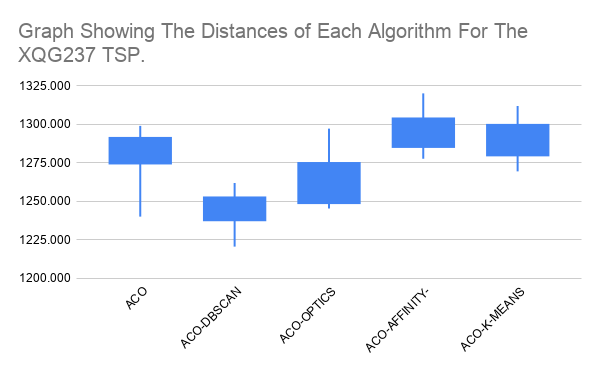 Graph Showing The Distances of Each Algorithm For The
XQG237 TSP.
1325.000
1300.000
1275.000
1250.000
1225.000
1200.000
ACO
ACO-DBSCAN
ACO-OPTICS
ACO-AFFINITY-
ACO-K-MEANS